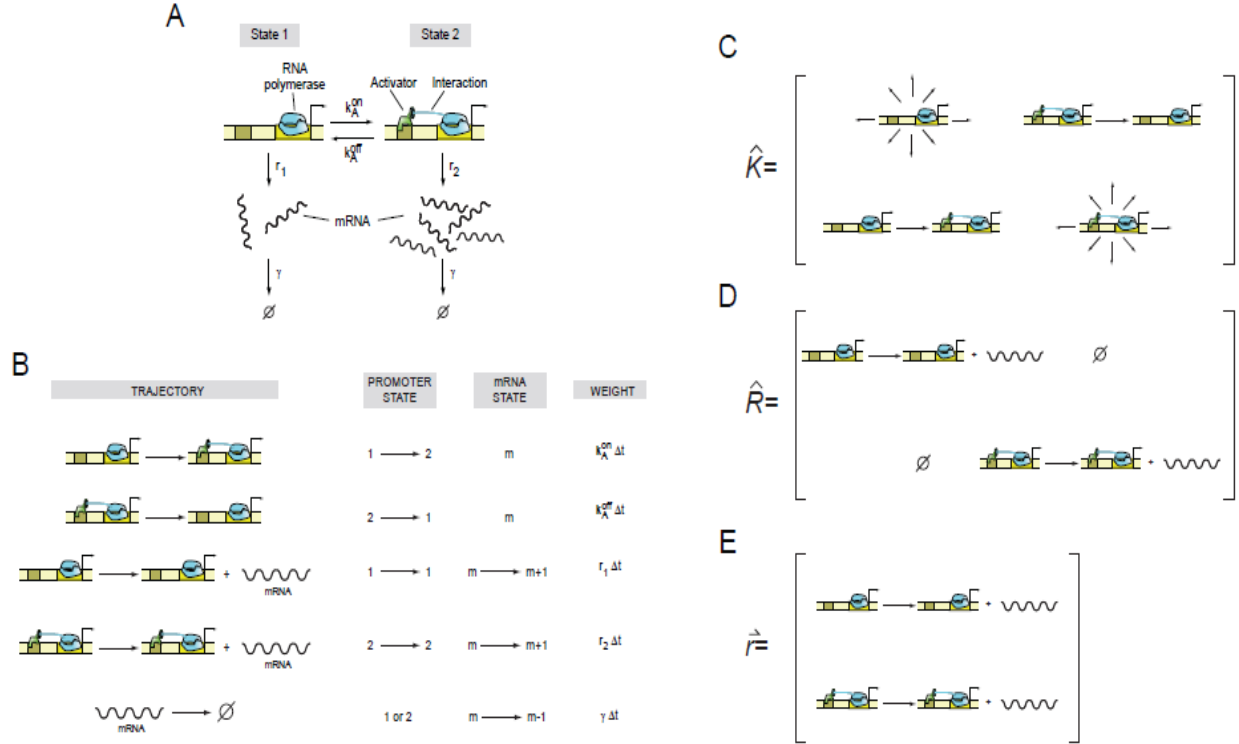 A
State 1
State 2
RNA
polymerase
Activator
Interaction
k_A^on
k_A^off
r_1
r_2
mRNA
γ
γ
∅
∅
B
TRAJECTORY
PROMOTER
STATE
mRNA
STATE
WEIGHT
1 → 2
m
k_A^on Δt
2 → 1
m
k_A^off Δt
+
mRNA
1 → 1
m → m+1
r_1 Δt
+
mRNA
2 → 2
m → m+1
r_2 Δt
mRNA
∅
1 or 2
m → m-1
γ Δt
C
K̂=
D
R̂=
+
∅
∅
+
E
r⃗=
+
+